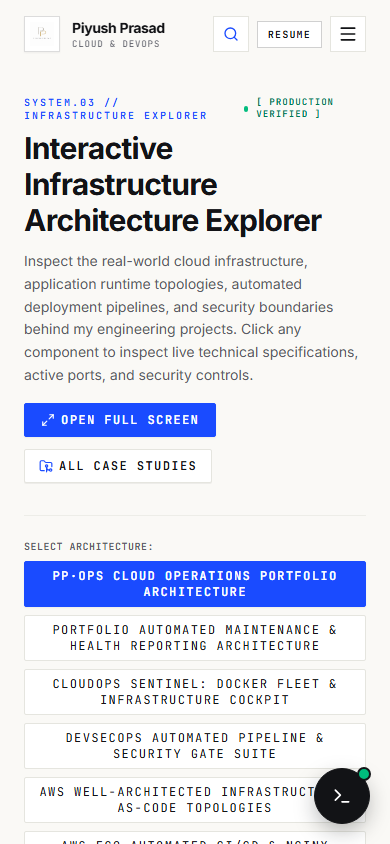 Piyush Prasad
CLOUD & DEVOPS
RESUME
SYSTEM.03 //
INFRASTRUCTURE EXPLORER
[ PRODUCTION
VERIFIED ]
Interactive
Infrastructure
Architecture Explorer
Inspect the real-world cloud infrastructure,
application runtime topologies, automated
deployment pipelines, and security boundaries
behind my engineering projects. Click any
component to inspect live technical specifications,
active ports, and security controls.
OPEN FULL SCREEN
ALL CASE STUDIES
SELECT ARCHITECTURE:
PP-OPS CLOUD OPERATIONS PORTFOLIO
ARCHITECTURE
PORTFOLIO AUTOMATED MAINTENANCE &
HEALTH REPORTING ARCHITECTURE
CLOUDOPS SENTINEL: DOCKER FLEET &
INFRASTRUCTURE COCKPIT
DEVSECOPS AUTOMATED PIPELINE &
SECURITY GATE SUITE
AWS WELL-ARCHITECTED
AS-CODE TOPOLOGIES